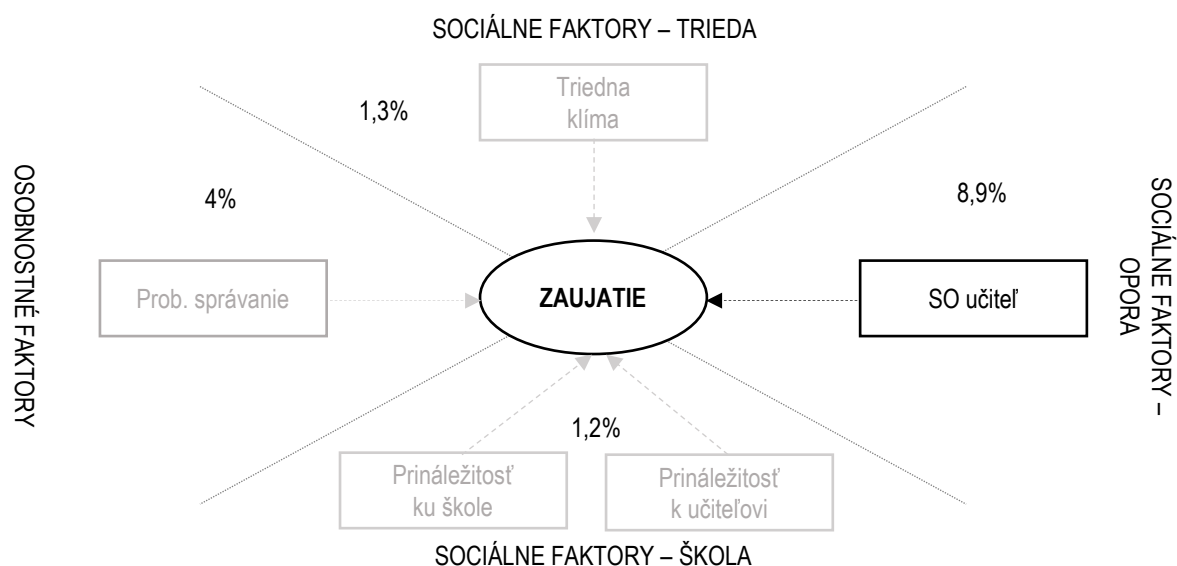 SOCIÁLNE FAKTORY – TRIEDA
Triedna
klíma
1,3%
OSOBNOSTNÉ FAKTORY
4%
8,9%
SOCIÁLNE FAKTORY –
OPORA
Prob. správanie
ZAUJATIE
SO učiteľ
1,2%
Prináležitosť
ku škole
Prináležitosť
k učiteľovi
SOCIÁLNE FAKTORY – ŠKOLA